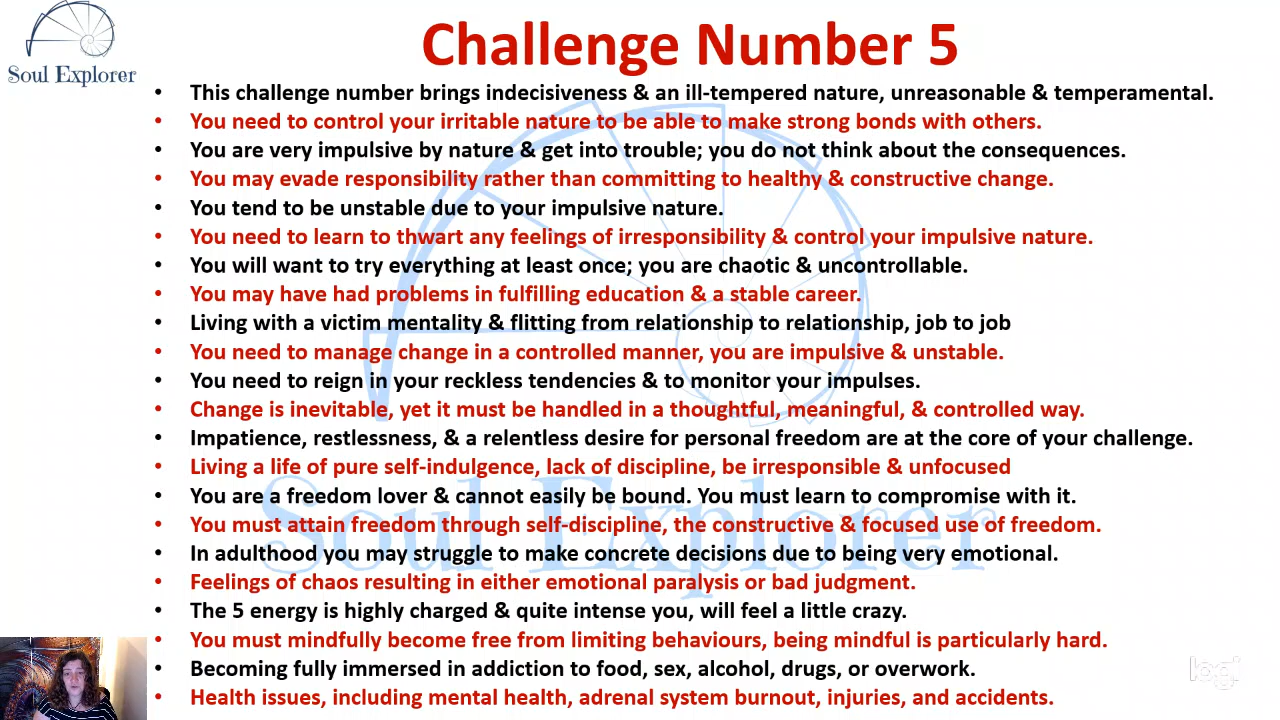 Challenge Number 5
Soul Explorer
• This challenge number brings indecisiveness & an ill-tempered nature, unreasonable & temperamental.
• You need to control your irritable nature to be able to make strong bonds with others.
• You are very impulsive by nature & get into trouble; you do not think about the consequences.
• You may evade responsibility rather than committing to healthy & constructive change.
• You tend to be unstable due to your impulsive nature.
• You need to learn to thwart any feelings of irresponsibility & control your impulsive nature.
• You will want to try everything at least once; you are chaotic & uncontrollable.
• You may have had problems in fulfilling education & a stable career.
• Living with a victim mentality & flitting from relationship to relationship, job to job
• You need to manage change in a controlled manner, you are impulsive & unstable.
• You need to reign in your reckless tendencies & to monitor your impulses.
• Change is inevitable, yet it must be handled in a thoughtful, meaningful, & controlled way.
• Impatience, restlessness, & a relentless desire for personal freedom are at the core of your challenge.
• Living a life of pure self-indulgence, lack of discipline, be irresponsible & unfocused
• You are a freedom lover & cannot easily be bound. You must learn to compromise with it.
• You must attain freedom through self-discipline, the constructive & focused use of freedom.
• In adulthood you may struggle to make concrete decisions due to being very emotional.
• Feelings of chaos resulting in either emotional paralysis or bad judgment.
• The 5 energy is highly charged & quite intense you, will feel a little crazy.
• You must mindfully become free from limiting behaviours, being mindful is particularly hard.
• Becoming fully immersed in addiction to food, sex, alcohol, drugs, or overwork.
• Health issues, including mental health, adrenal system burnout, injuries, and accidents.
Soul Explorer
logi